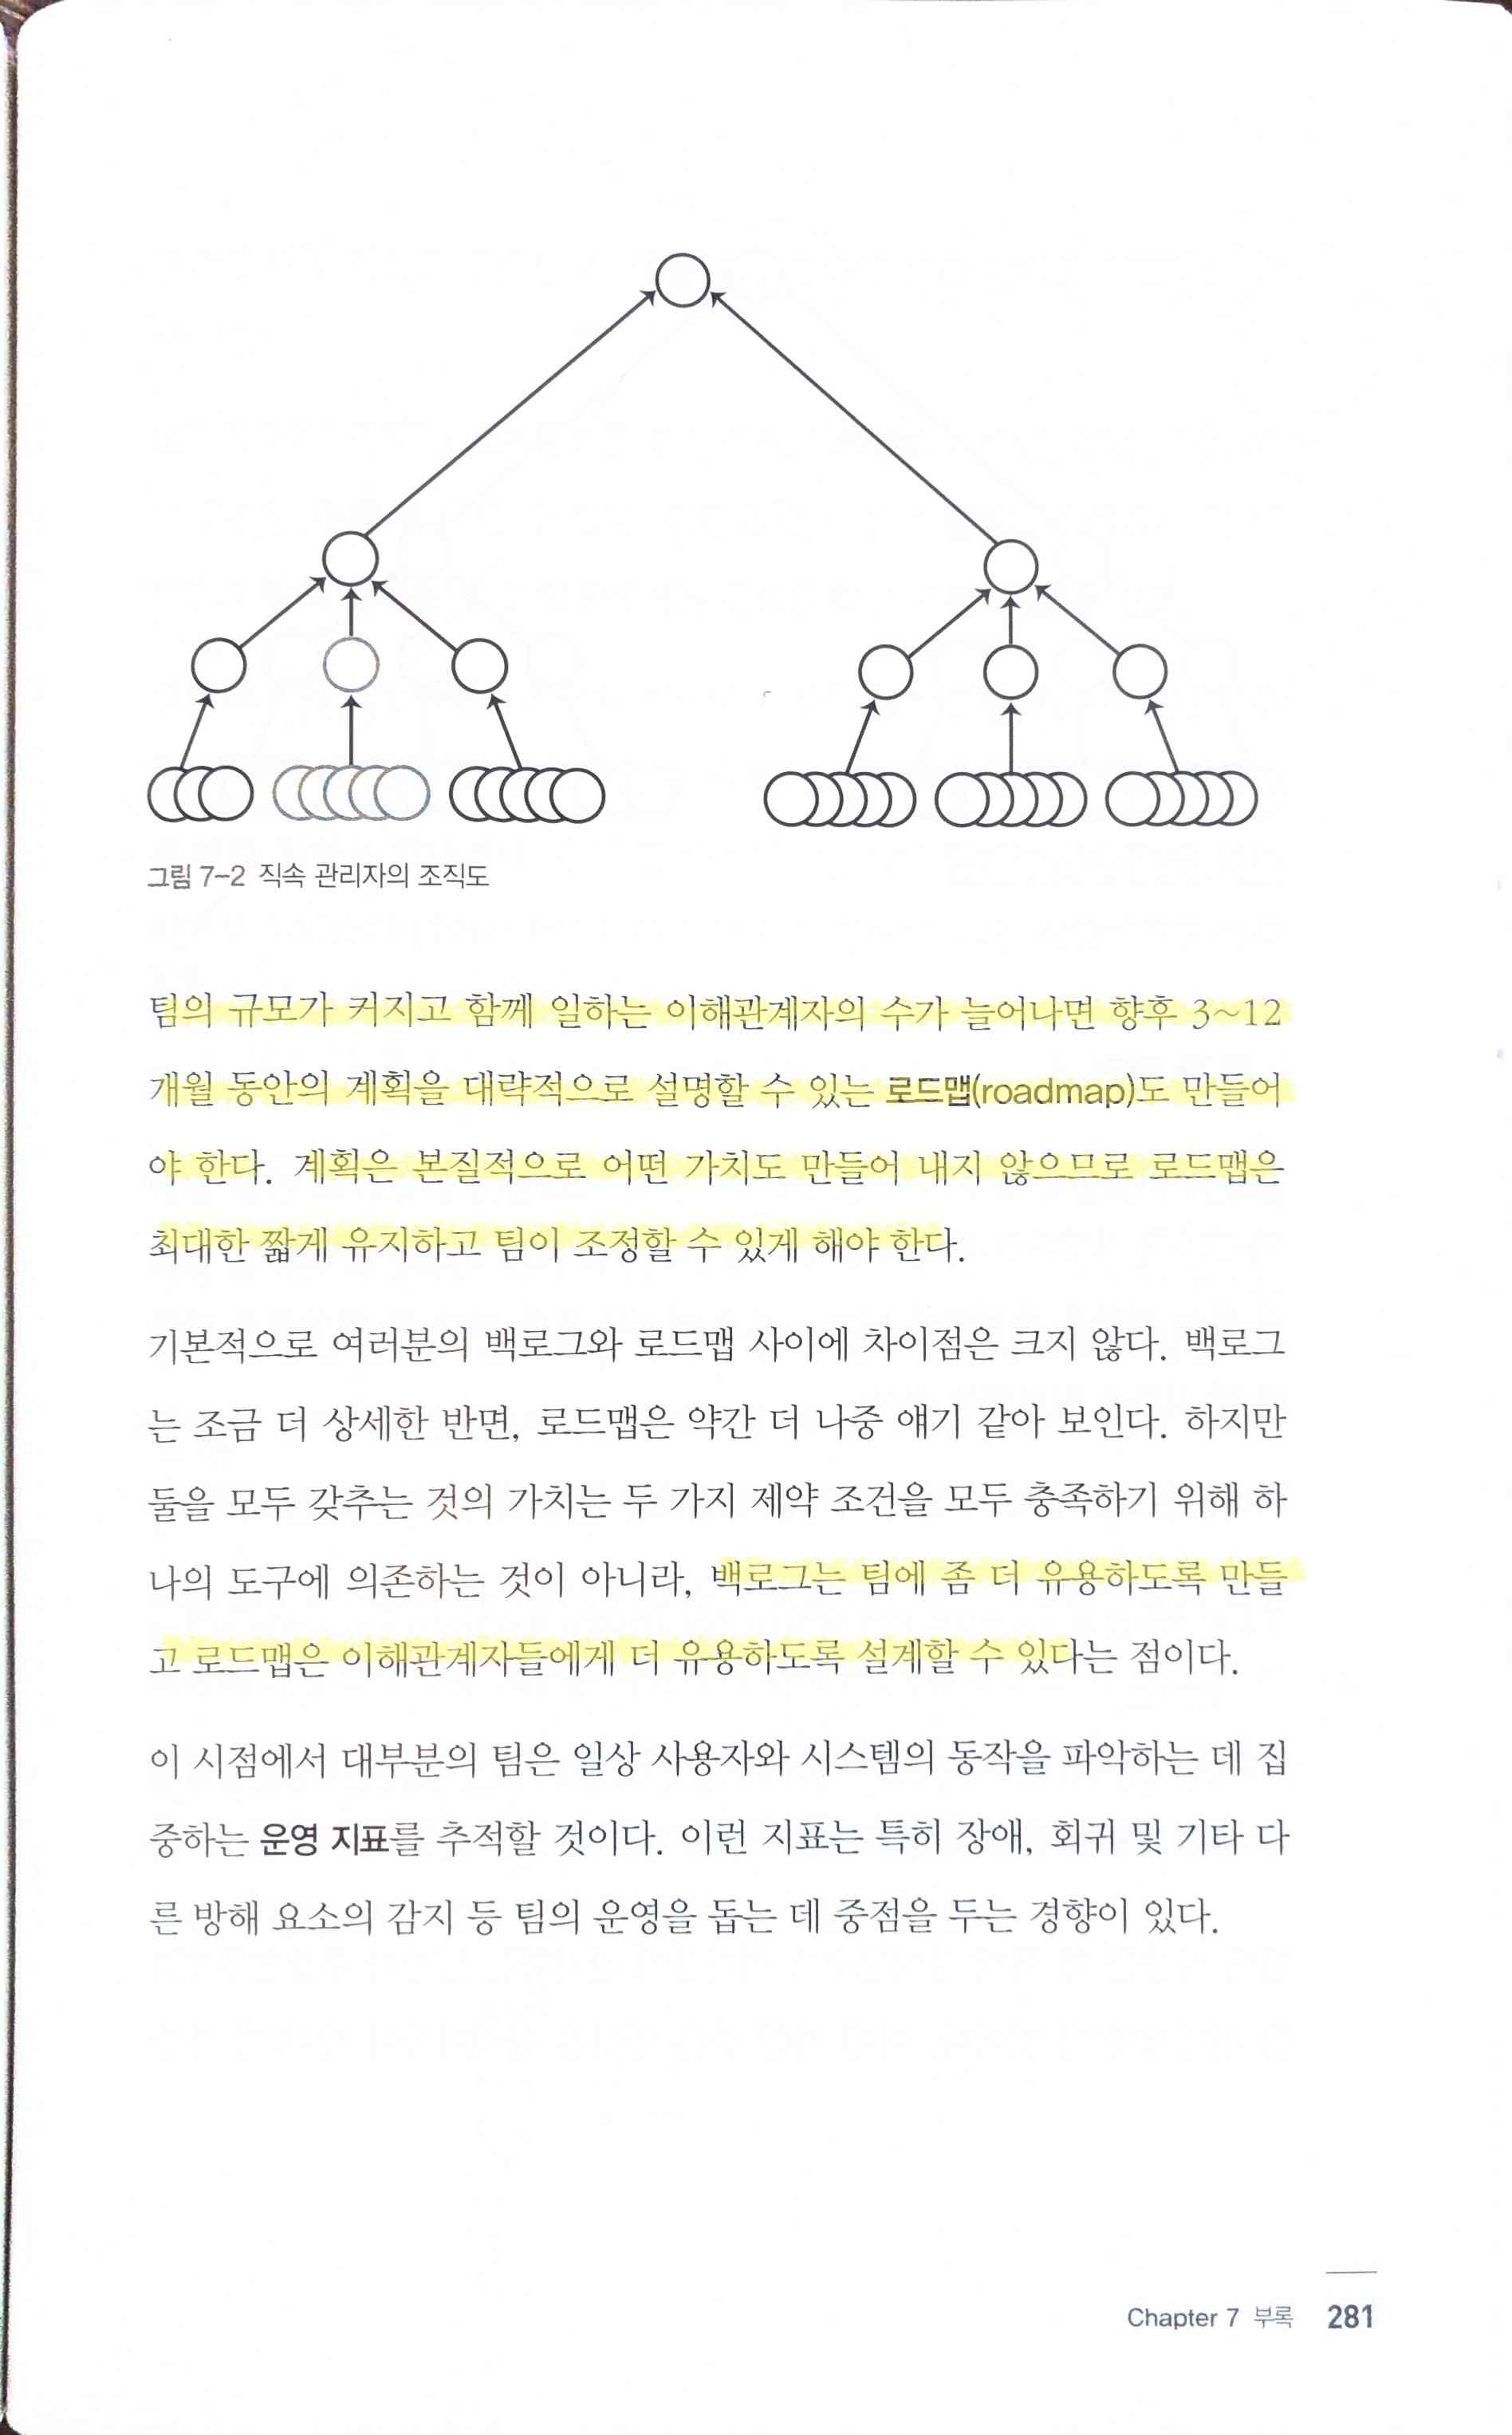 그림 7-2 직속 관리자의 조직도
팀의 규모가 커지고 함께 일하는 이해관계자의 수가 늘어나면 향후 3~12
개월 동안의 계획을 대략적으로 설명할 수 있는 로드맵(roadmap)도 만들어
야 한다. 계획은 본질적으로 어떤 가치도 만들어 내지 않으므로 로드맵은
최대한 짧게 유지하고 팀이 조정할 수 있게 해야 한다.
기본적으로 여러분의 백로그와 로드맵 사이에 차이점은 크지 않다. 백로그
는 조금 더 상세한 반면, 로드맵은 약간 더 나중 얘기 같아 보인다. 하지만
둘을 모두 갖추는 것의 가치는 두 가지 제약 조건을 모두 충족하기 위해 하
나의 도구에 의존하는 것이 아니라, 백로그는 팀에 좀 더 유용하도록 만들
고 로드맵은 이해관계자들에게 더 유용하도록 설계할 수 있다는 점이다.
이 시점에서 대부분의 팀은 일상 사용자와 시스템의 동작을 파악하는 데 집
중하는 운영 지표를 추적할 것이다. 이런 지표는 특히 장애, 회귀 및 기타 다
른 방해 요소의 감지 등 팀의 운영을 돕는 데 중점을 두는 경향이 있다.
Chapter 7 부록 281